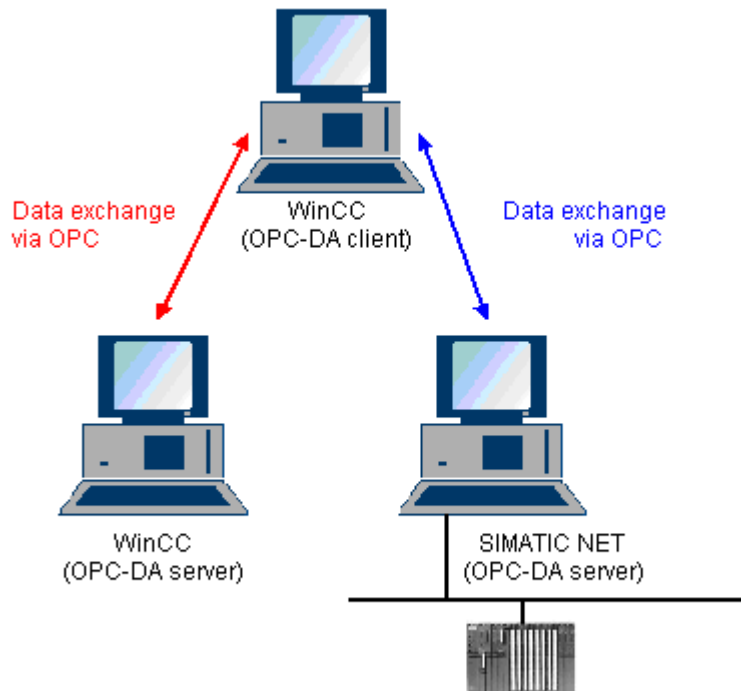 Data exchange
via OPC
WinCC
(OPC-DA client)
Data exchange
via OPC
WinCC
(OPC-DA server)
SIMATIC NET
(OPC-DA server)